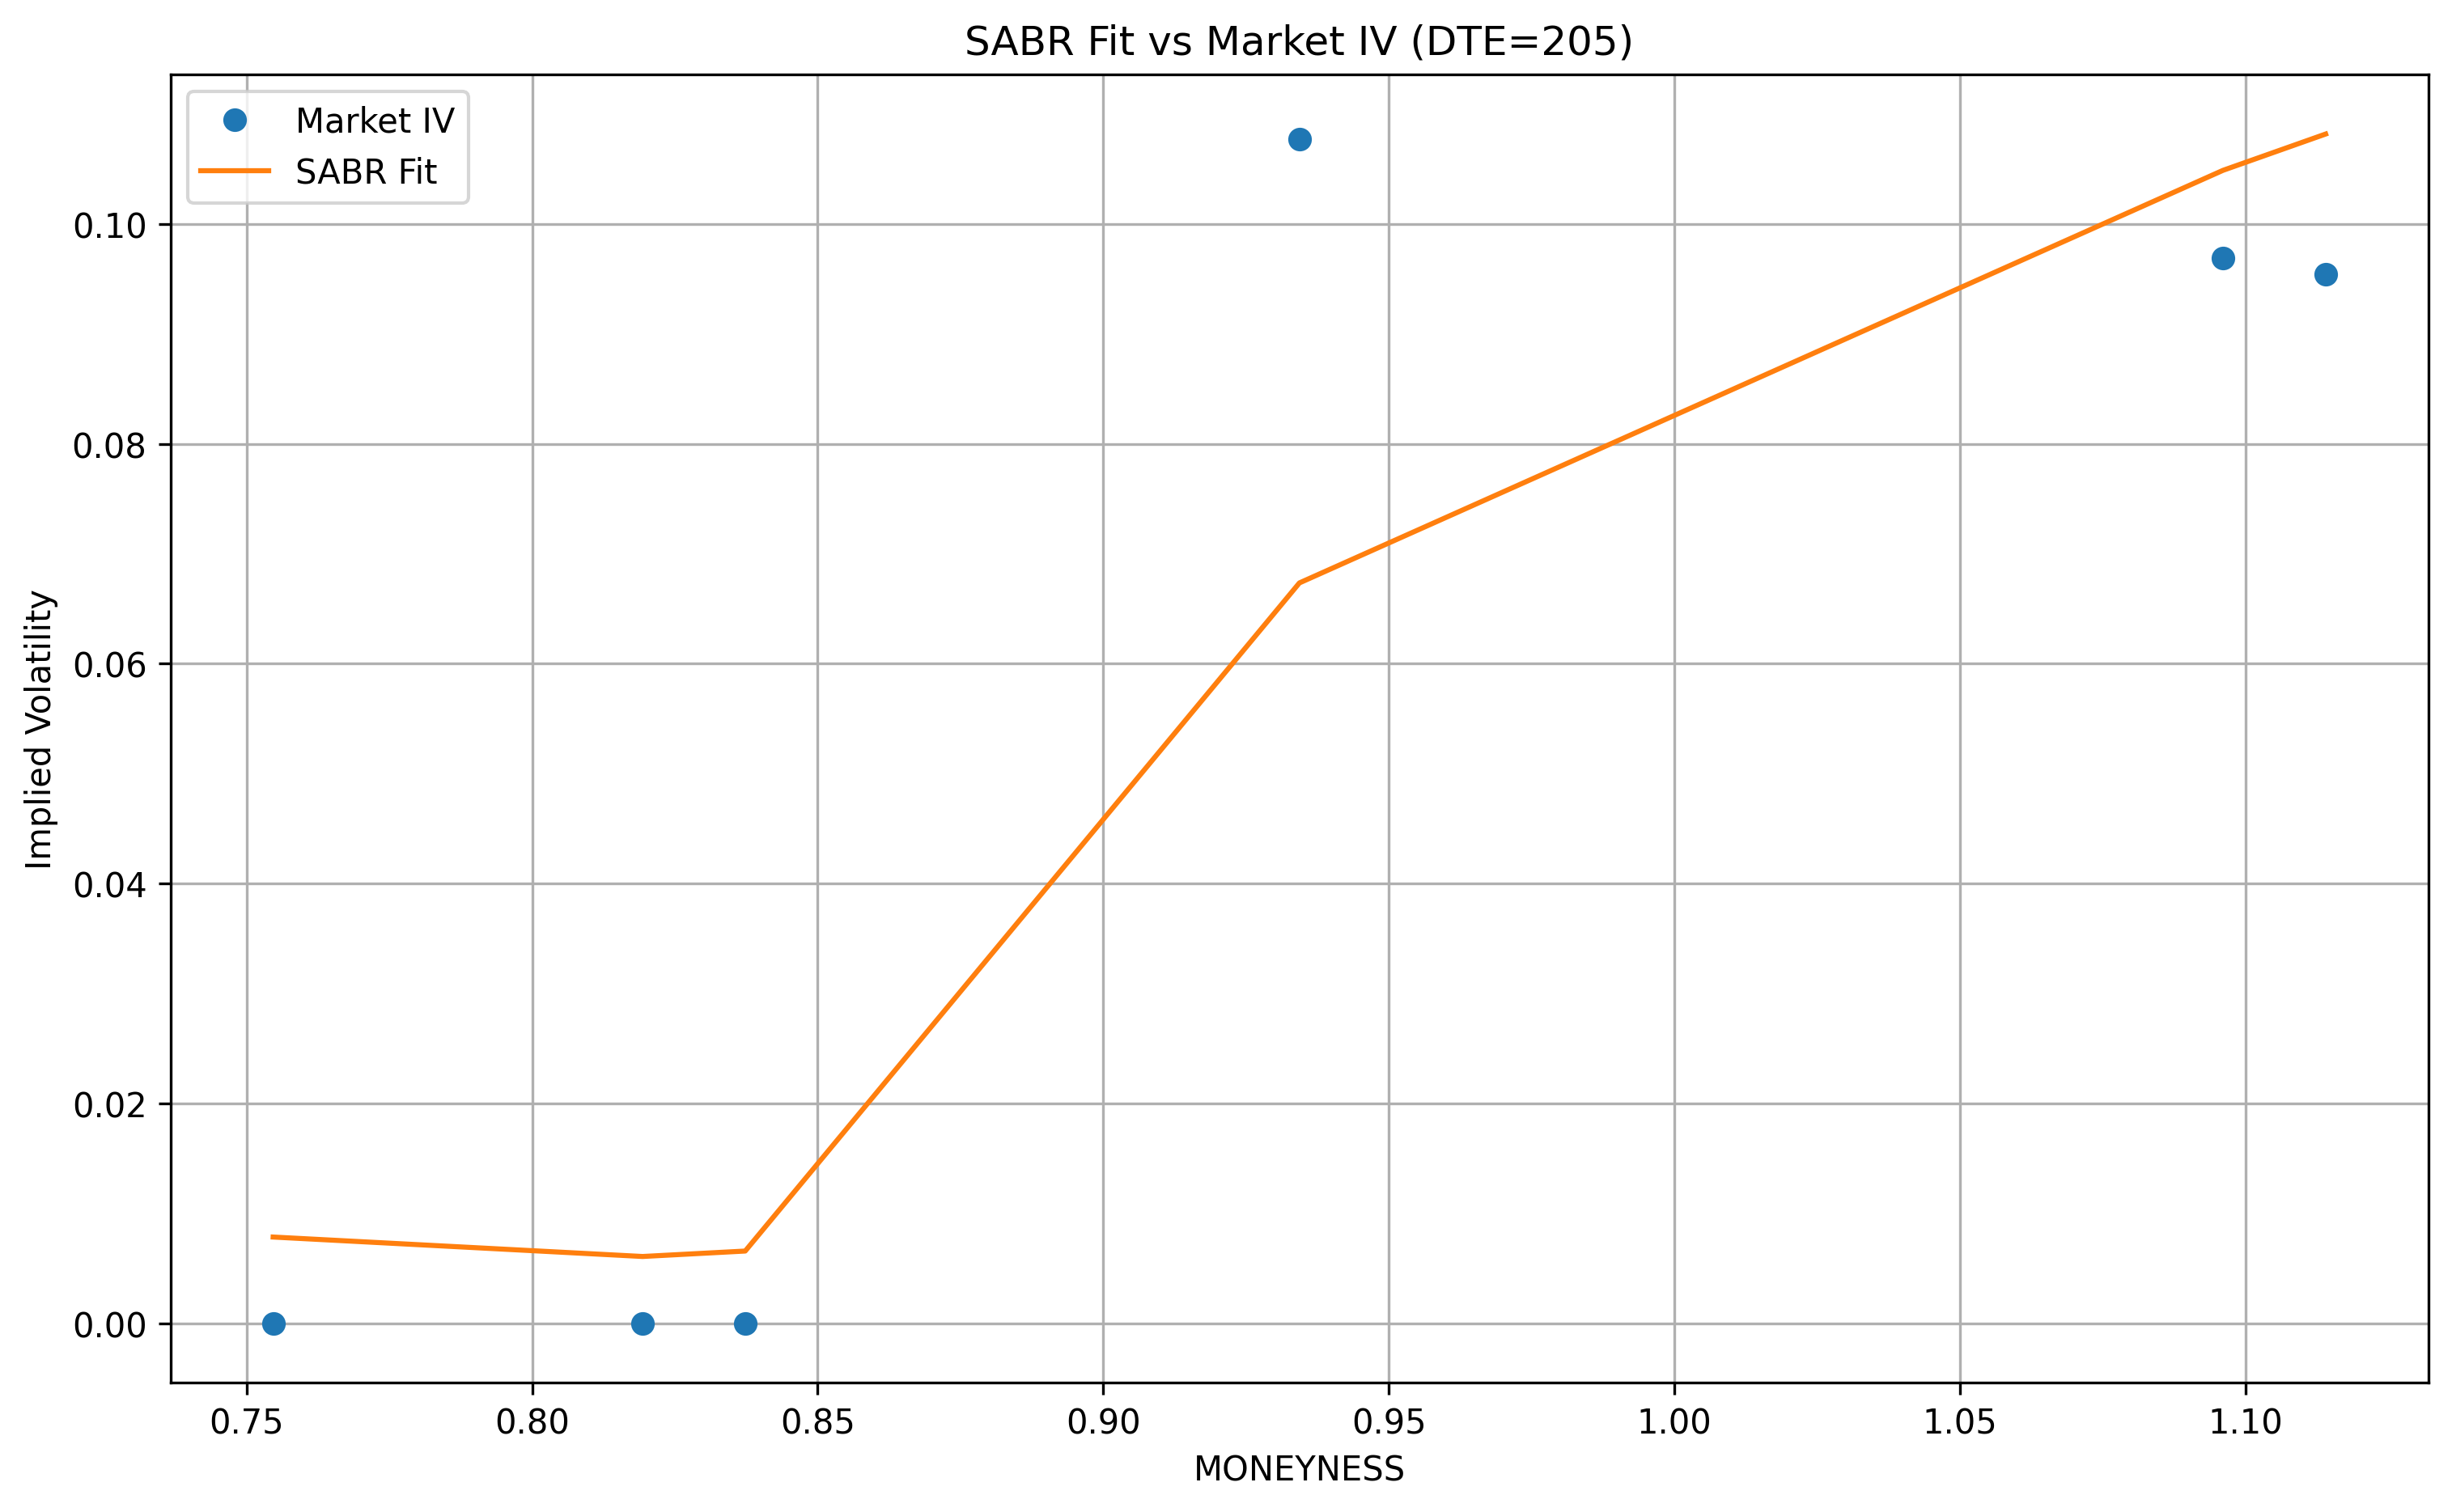 SABR Fit vs Market IV (DTE=205)
Market IV
SABR Fit
Implied Volatility
0.10
0.08
0.06
0.04
0.02
0.00
0.75 0.80 0.85 0.90 0.95 1.00 1.05 1.10
MONEYNESS